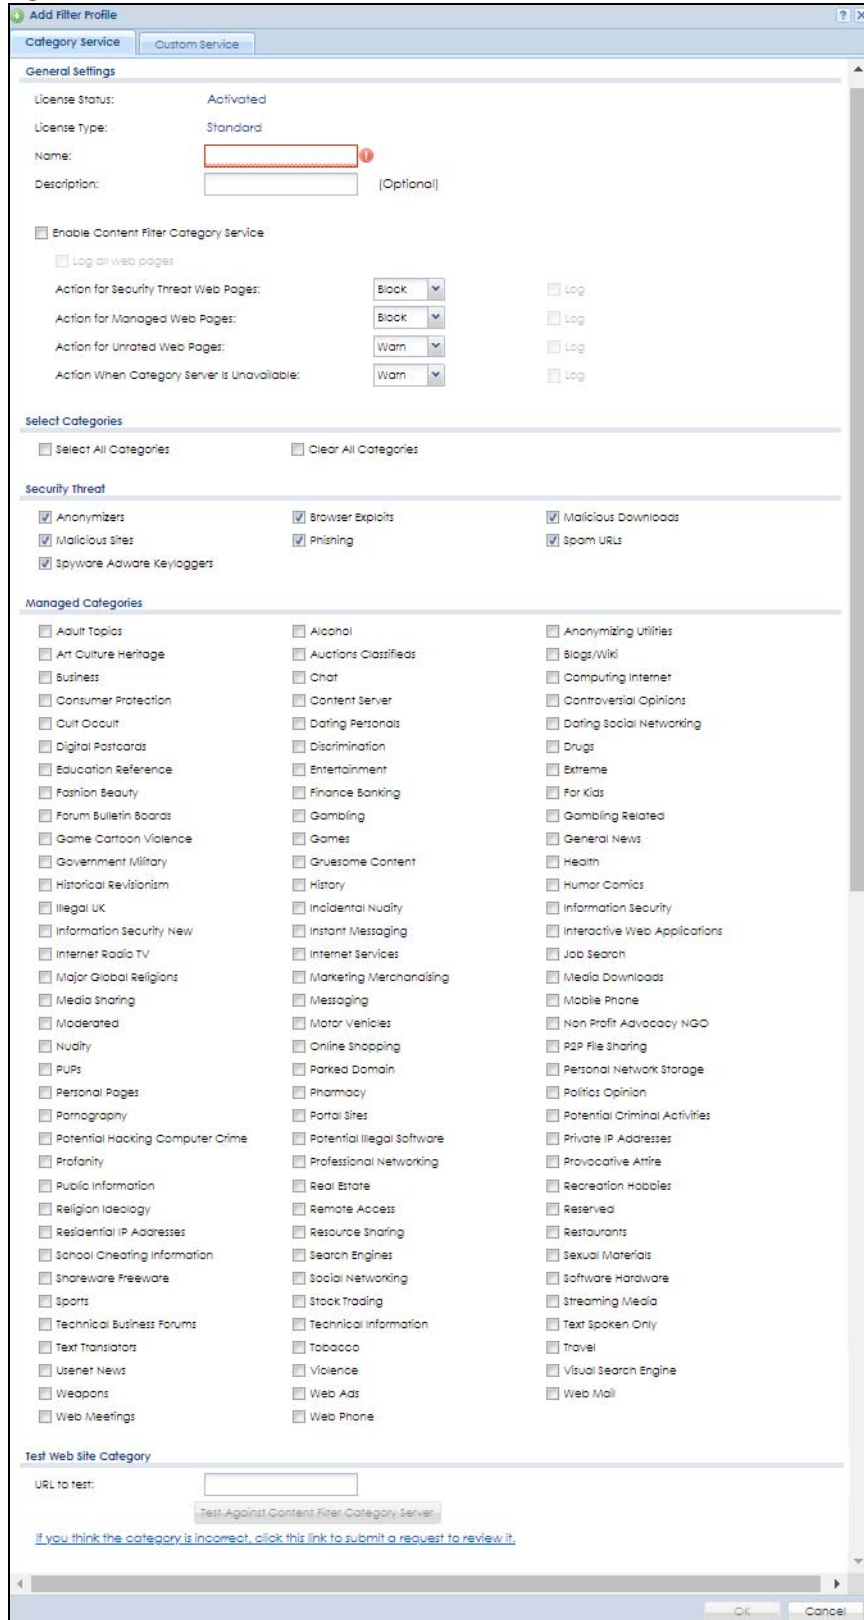 Add Filter Profile
Category Service Custom Service
General Settings
License Status: Activated
License Type: Standard
Name:
Description: (Optional)
Enable Content Filter Category Service
Log all web pages
Action for Security Threat Web Pages: Block Log
Action for Managed Web Pages: Block Log
Action for Unrated Web Pages: Warn Log
Action When Category Server Is Unavailable: Warn Log
Select Categories
Select All Categories Clear All Categories
Security Threat
Anonymizers Browser Exploits Malicious Downloads
Malicious Sites Phishing Spam URLs
Spyware Adware Keyloggers
Managed Categories
Adult Topics Alcohol Anonymizing Utilities
Art Culture Heritage Auctions Classifieds Blogs/Wiki
Business Chat Computing Internet
Consumer Protection Content Server Controversial Opinions
Cult Occult Dating Personals Dating Social Networking
Digital Postcards Discrimination Drugs
Education Reference Entertainment Extreme
Fashion Beauty Finance Banking For Kids
Forum Bulletin Boards Gambling Gambling Related
Game Cartoon Violence Games General News
Government Military Gruesome Content Health
Historical Revisionism History Humor Comics
Illegal UK Incidental Nudity Information Security
Information Security New Instant Messaging Interactive Web Applications
Internet Radio TV Internet Services Job Search
Major Global Religions Marketing Merchandising Media Downloads
Media Sharing Messaging Mobile Phone
Moderated Motor Vehicles Non Profit Advocacy NGO
Nudity Online Shopping P2P File Sharing
PUPs Parked Domain Personal Network Storage
Personal Pages Pharmacy Politics Opinion
Pornography Portal Sites Potential Criminal Activities
Potential Hacking Computer Crime Potential Illegal Software Private IP Addresses
Profanity Professional Networking Provocative Attire
Public Information Real Estate Recreation Hobbies
Religion Ideology Remote Access Reserved
Residential IP Addresses Resource Sharing Restaurants
School Cheating Information Search Engines Sexual Materials
Shareware Freeware Social Networking Software Hardware
Sports Stock Trading Streaming Media
Technical Business Forums Technical Information Text Spoken Only
Text Translators Tobacco Travel
Usenet News Violence Visual Search Engine
Weapons Web Ads Web Mail
Web Meetings Web Phone
Test Web Site Category
URL to test:
Test Against Content Filter Category Server
If you think the category is incorrect, click this link to submit a request to review it.
OK Cancel